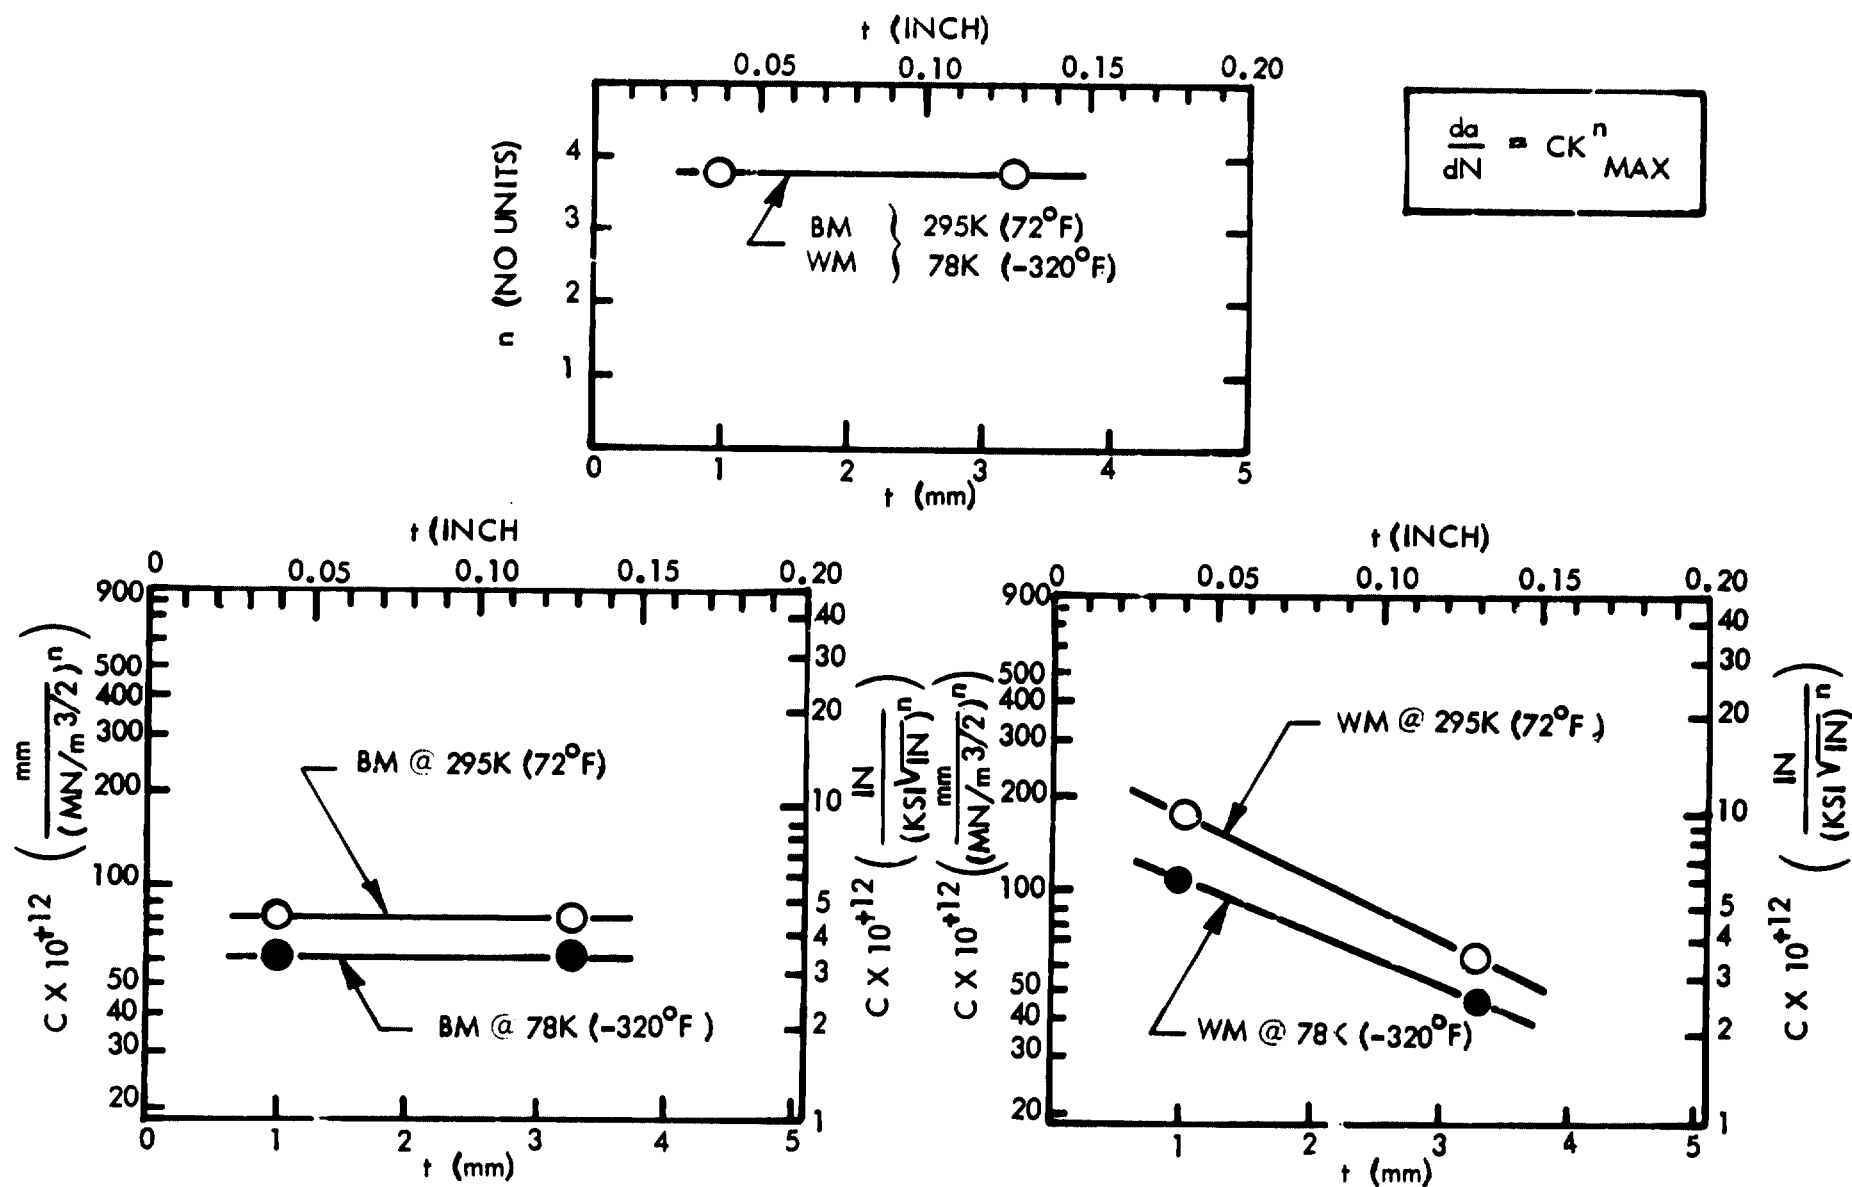 t (INCH)
0.05 0.10 0.15 0.20
n (NO UNITS)
4
3
2
1
BM } 295K (72°F)
WM } 78K (-320°F)
0 1 2 3 4 5
t (mm)
da/dN = CK^n MAX
t (INCH
0 0.05 0.10 0.15 0.20
C X 10^+12 (mm/(MN/m^3/2)^n)
900
500
400
300
200
100
50
40
30
20
BM @ 295K (72°F)
BM @ 78K (-320°F)
40
30
20
10
5
4
3
2
1
C X 10^+12 (IN/(KSI√IN)^n)
0 1 2 3 4 5
t (mm)
t (INCH)
0 0.05 0.10 0.15 0.20
C X 10^+12 (mm/(MN/m^3/2)^n)
900
500
400
300
200
100
50
40
30
20
WM @ 295K (72°F)
WM @ 78K (-320°F)
40
30
20
10
5
4
3
2
1
C X 10^+12 (IN/(KSI√IN)^n)
1 2 3 4 5
t (mm)